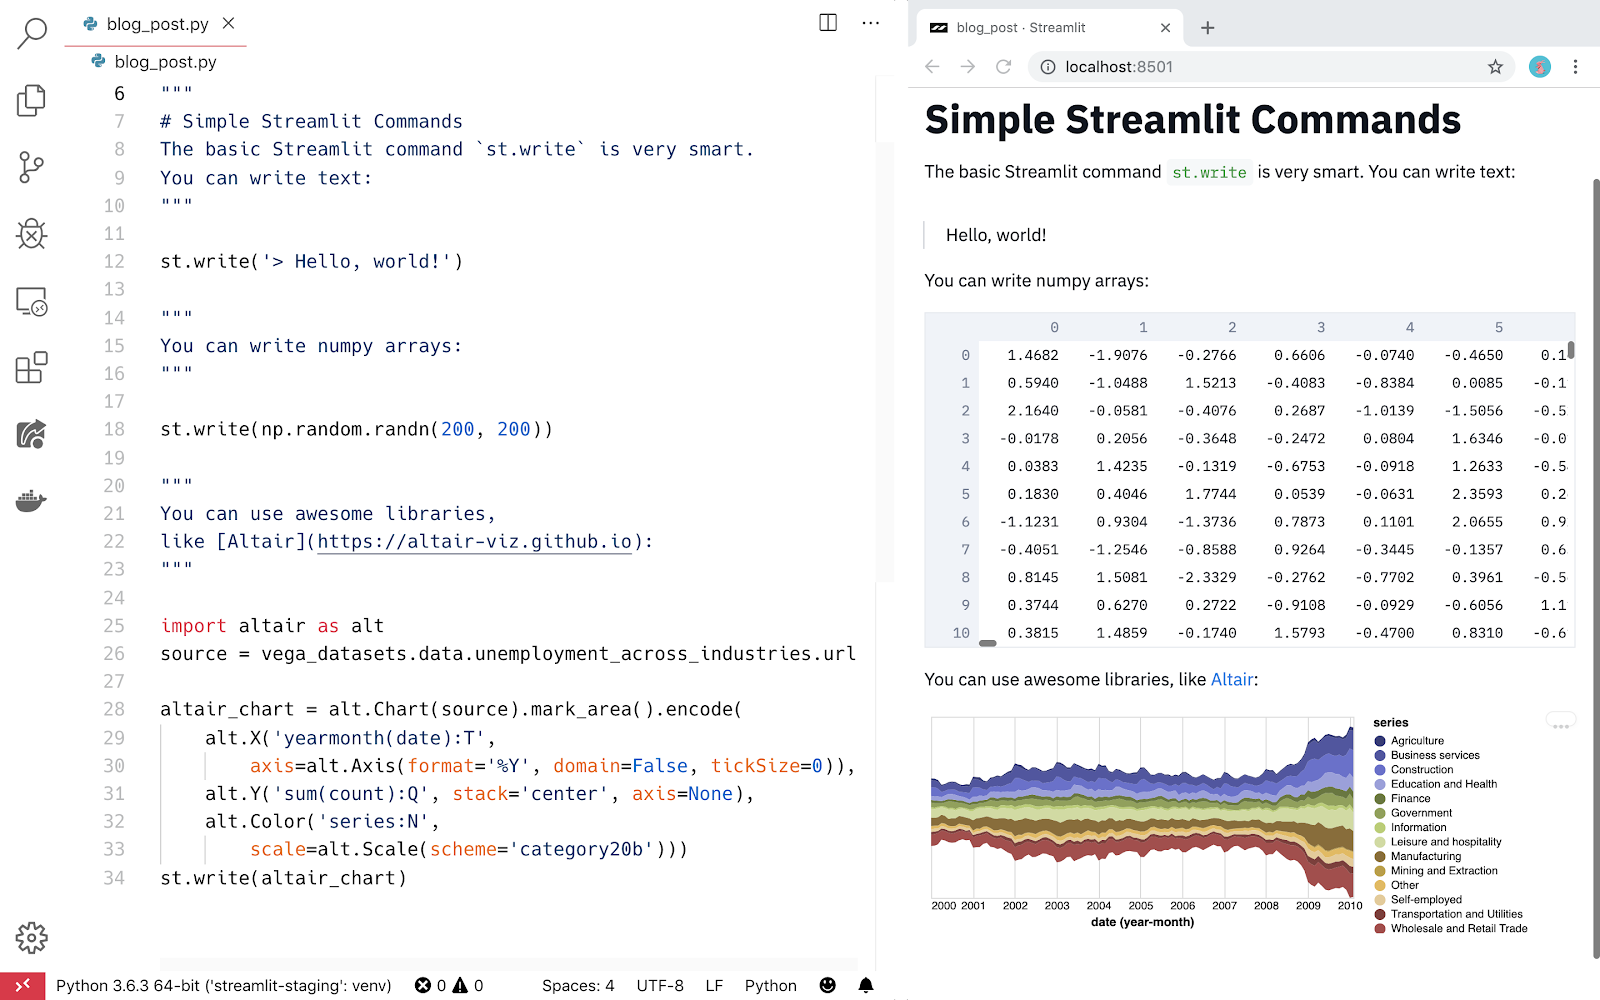 blog_post.py
blog_post.py
6 """
7 # Simple Streamlit Commands
8 The basic Streamlit command `st.write` is very smart.
9 You can write text:
10 """
11
12 st.write('> Hello, world!')
13
14 """
15 You can write numpy arrays:
16 """
17
18 st.write(np.random.randn(200, 200))
19
20 """
21 You can use awesome libraries,
22 like [Altair](https://altair-viz.github.io):
23 """
24
25 import altair as alt
26 source = vega_datasets.data.unemployment_across_industries.url
27
28 altair_chart = alt.Chart(source).mark_area().encode(
29 alt.X('yearmonth(date):T',
30 axis=alt.Axis(format='%Y', domain=False, tickSize=0)),
31 alt.Y('sum(count):Q', stack='center', axis=None),
32 alt.Color('series:N',
33 scale=alt.Scale(scheme='category20b')))
34 st.write(altair_chart)
Python 3.6.3 64-bit ('streamlit-staging': venv) 0 0 Spaces: 4 UTF-8 LF Python
blog_post · Streamlit
localhost:8501
Simple Streamlit Commands
The basic Streamlit command st.write is very smart. You can write text:
Hello, world!
You can write numpy arrays:
0 1 2 3 4 5
0 1.4682 -1.9076 -0.2766 0.6606 -0.0740 -0.4650 0.1
1 0.5940 -1.0488 1.5213 -0.4083 -0.8384 0.0085 -0.1
2 2.1640 -0.0581 -0.4076 0.2687 -1.0139 -1.5056 -0.5
3 -0.0178 0.2056 -0.3648 -0.2472 0.0804 1.6346 -0.0
4 0.0383 1.4235 -0.1319 -0.6753 -0.0918 1.2633 -0.5
5 0.1830 0.4046 1.7744 0.0539 -0.0631 2.3593 0.2
6 -1.1231 0.9304 -1.3736 0.7873 0.1101 2.0655 0.9
7 -0.4051 -1.2546 -0.8588 0.9264 -0.3445 -0.1357 0.6
8 0.8145 1.5081 -2.3329 -0.2762 -0.7702 0.3961 -0.5
9 0.3744 0.6270 0.2722 -0.9108 -0.0929 -0.6056 1.1
10 0.3815 1.4859 -0.1740 1.5793 -0.4700 0.8310 -0.6
You can use awesome libraries, like Altair:
series
Agriculture
Business services
Construction
Education and Health
Finance
Government
Information
Leisure and hospitality
Manufacturing
Mining and Extraction
Other
Self-employed
Transportation and Utilities
Wholesale and Retail Trade
2000 2001 2002 2003 2004 2005 2006 2007 2008 2009 2010
date (year-month)